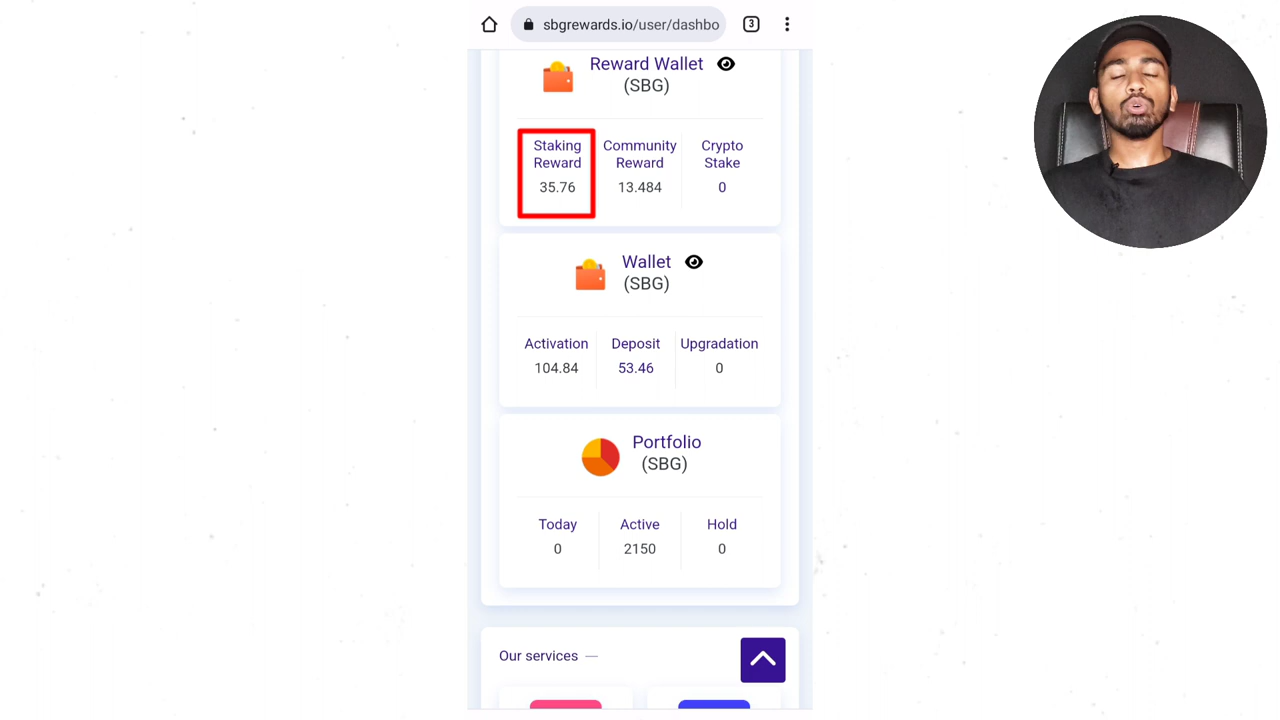 sbgrewards.io/user/dashbo
3
Reward Wallet
(SBG)
Staking Reward
35.76
Community Reward
13.484
Crypto Stake
0
Wallet
(SBG)
Activation
104.84
Deposit
53.46
Upgradation
0
Portfolio
(SBG)
Today
0
Active
2150
Hold
0
Our services —